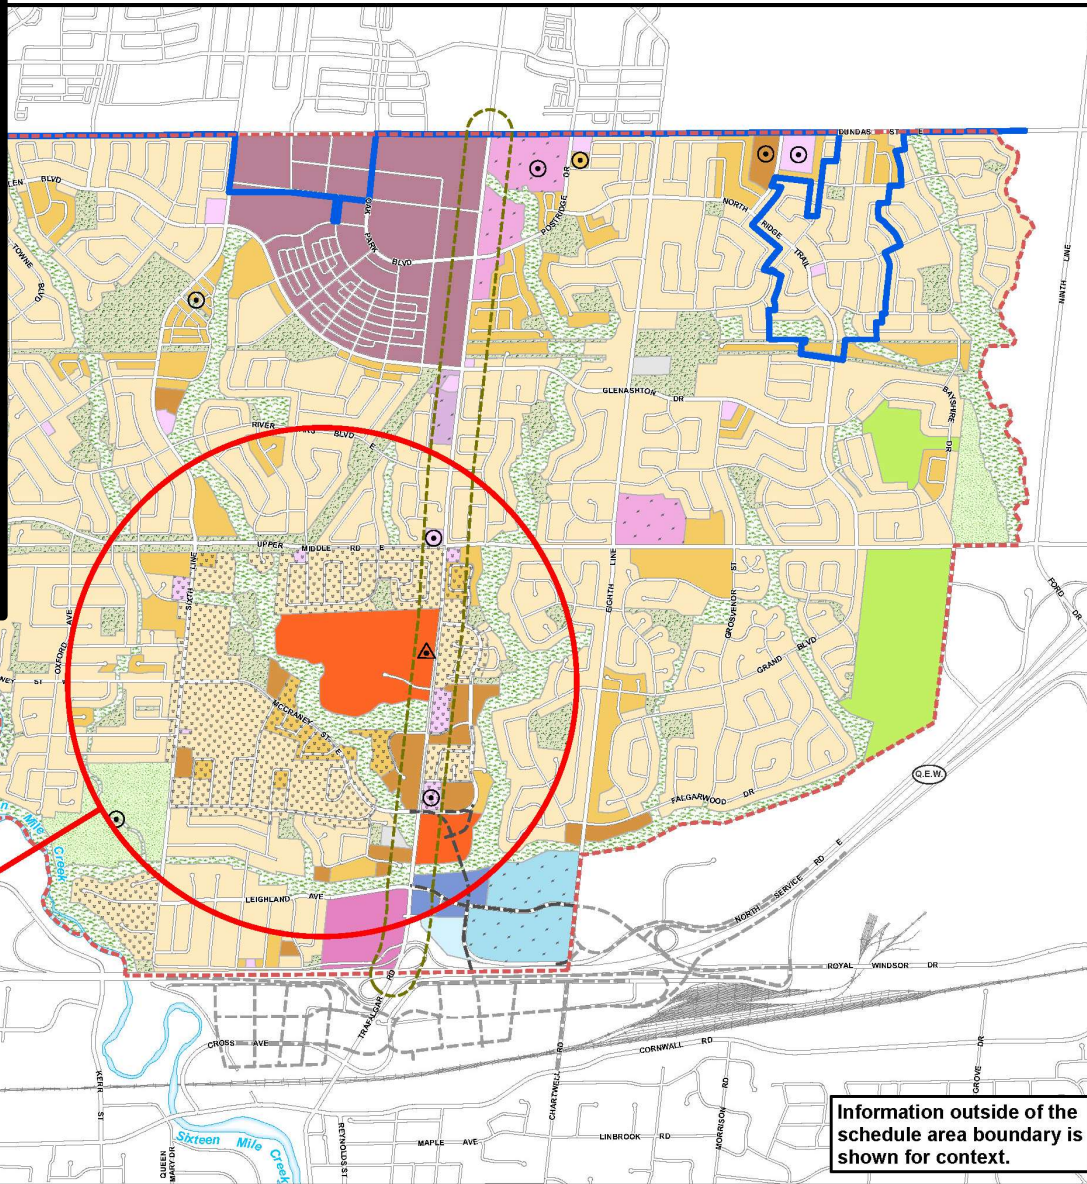 DUNDAS ST E
LEN BLVD
TOWNE BLVD
OAK PARK BLVD
POSTRIDGE DR
NORTH RIDGE TRAIL
NINTH LINE
GLENASHTON DR
BAYSHIRE DR
RIVER BLVD E
UPPER MIDDLE RD E
SIXTH LINE
OXFORD AVE
EIGHTH LINE
GROSVENOR ST
GRAND BLVD
FORD DR
ST
MCCRANEY ST E
FALGARWOOD DR
Q.E.W.
Mile Creek
LEIGHLAND AVE
NORTH SERVICE RD E
ROYAL WINDSOR DR
TRAFALGAR RD
CROSS AVE
CORNWALL RD
KERR ST
CHARTWELL RD
MORRISON RD
GROVE DR
REYNOLDS ST
MAPLE AVE
LINBROOK RD
QUEEN MARY DR
Sixteen Mile Creek
Information outside of the
schedule area boundary is
shown for context.